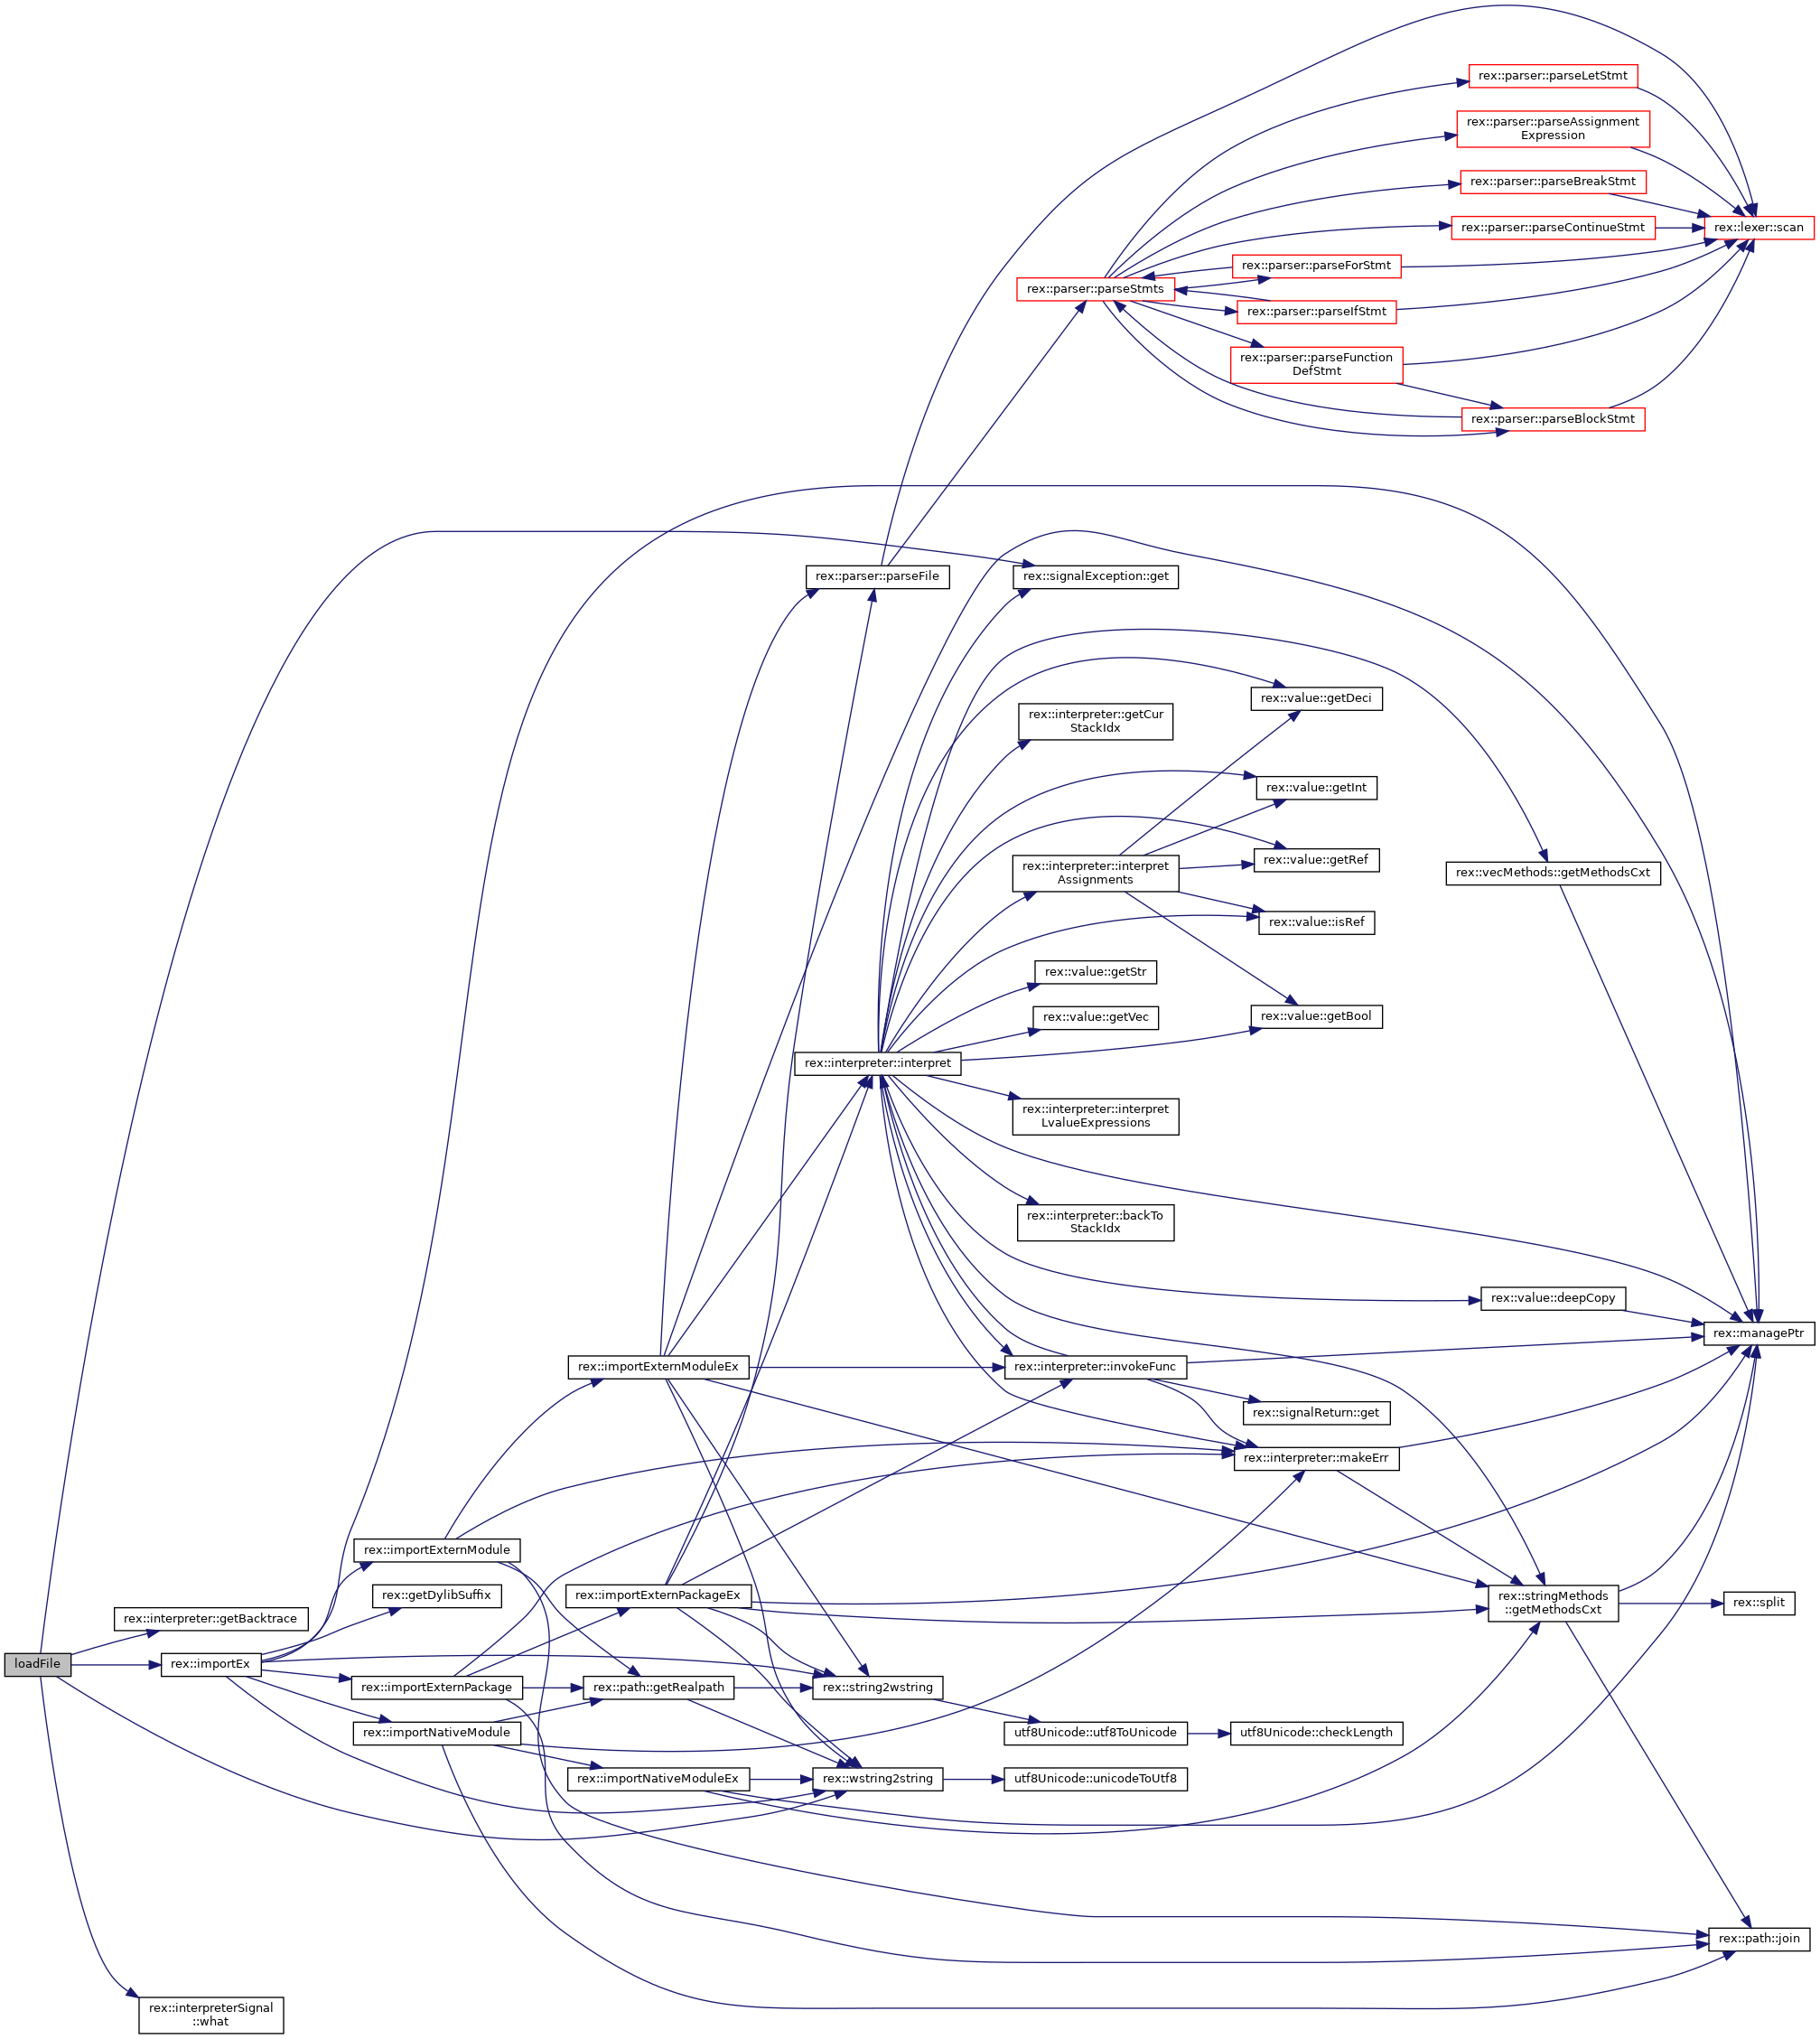 rex::parser::parseLetStmt
rex::parser::parseAssignment
Expression
rex::parser::parseBreakStmt
rex::parser::parseContinueStmt
rex::lexer::scan
rex::parser::parseForStmt
rex::parser::parseStmts
rex::parser::parseIfStmt
rex::parser::parseFunction
DefStmt
rex::parser::parseBlockStmt
rex::parser::parseFile
rex::signalException::get
rex::value::getDeci
rex::interpreter::getCur
StackIdx
rex::value::getInt
rex::value::getRef
rex::interpreter::interpret
Assignments
rex::vecMethods::getMethodsCxt
rex::value::isRef
rex::value::getStr
rex::value::getVec
rex::value::getBool
rex::interpreter::interpret
rex::interpreter::interpret
LvalueExpressions
rex::interpreter::backTo
StackIdx
rex::value::deepCopy
rex::managePtr
rex::importExternModuleEx
rex::interpreter::invokeFunc
rex::signalReturn::get
rex::interpreter::makeErr
rex::importExternModule
rex::getDylibSuffix
rex::importExternPackageEx
rex::stringMethods
::getMethodsCxt
rex::split
rex::interpreter::getBacktrace
loadFile
rex::importEx
rex::importExternPackage
rex::path::getRealpath
rex::string2wstring
rex::importNativeModule
utf8Unicode::utf8ToUnicode
utf8Unicode::checkLength
rex::importNativeModuleEx
rex::wstring2string
utf8Unicode::unicodeToUtf8
rex::path::join
rex::interpreterSignal
::what